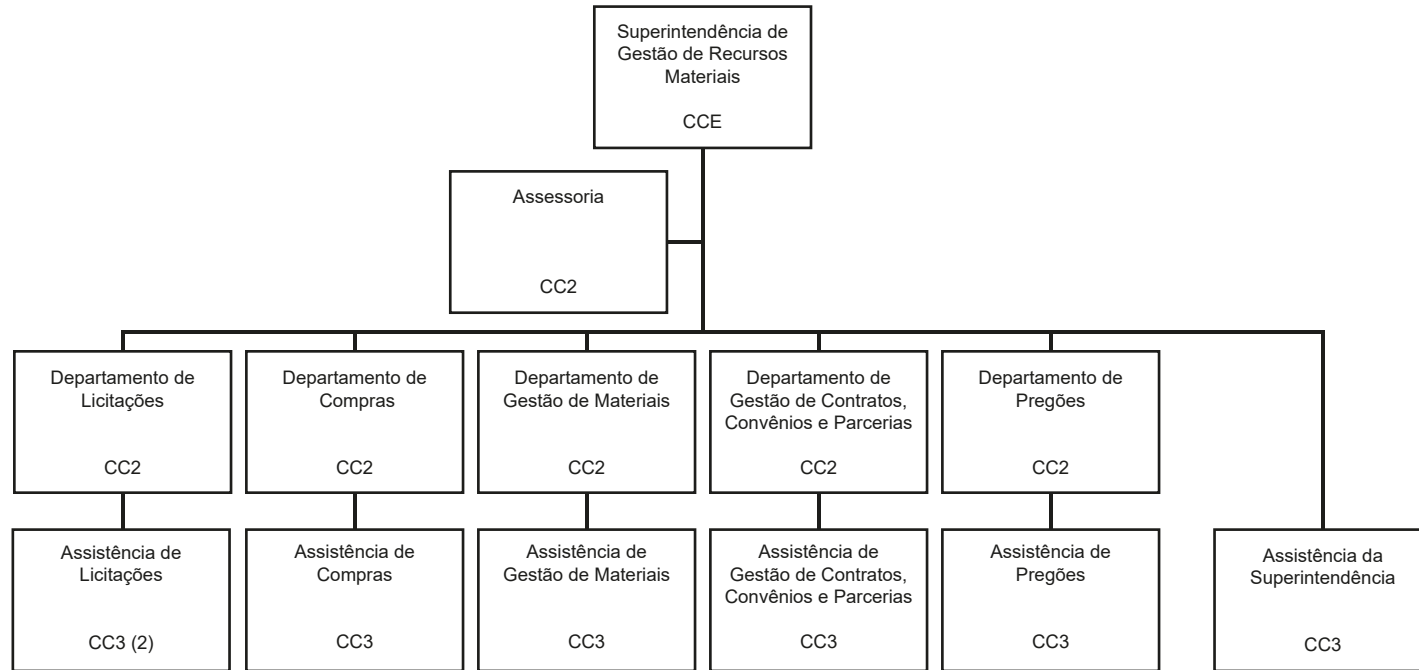 Superintendência de
Gestão de Recursos
Materiais
CCE
Assessoria
CC2
Departamento de
Licitações
CC2
Departamento de
Compras
CC2
Departamento de
Gestão de Materiais
CC2
Departamento de
Gestão de Contratos,
Convênios e Parcerias
CC2
Departamento de
Pregões
CC2
Assistência de
Licitações
CC3 (2)
Assistência de
Compras
CC3
Assistência de
Gestão de Materiais
CC3
Assistência de
Gestão de Contratos,
Convênios e Parcerias
CC3
Assistência de
Pregões
CC3
Assistência da
Superintendência
CC3